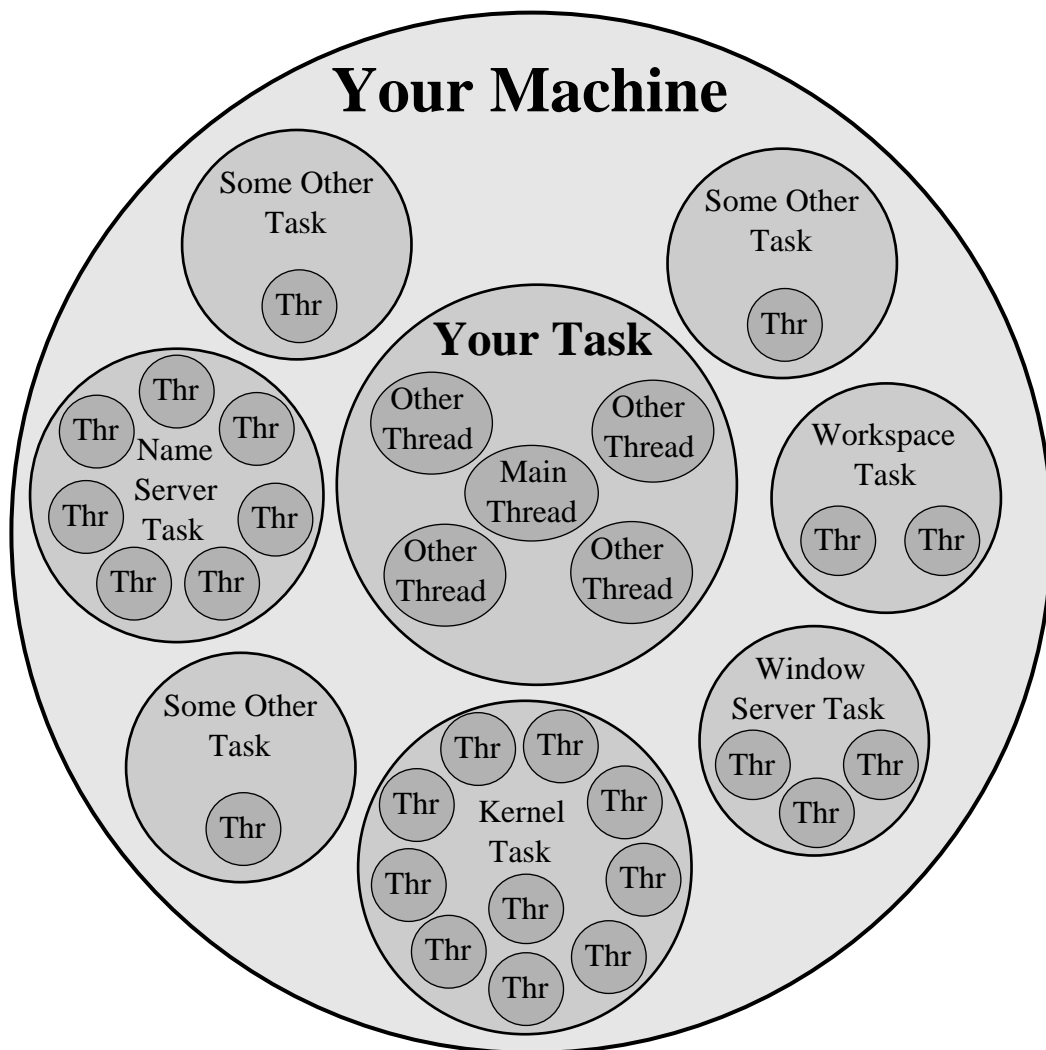 Your Machine
Some Other
Task
Thr
Some Other
Task
Thr
Your Task
Other
Thread
Other
Thread
Main
Thread
Other
Thread
Other
Thread
Thr
Thr
Thr
Name
Server
Task
Thr
Thr
Thr
Thr
Workspace
Task
Thr
Thr
Some Other
Task
Thr
Thr
Thr
Thr
Thr
Kernel
Task
Thr
Thr
Thr
Thr
Thr
Thr
Window
Server Task
Thr
Thr
Thr